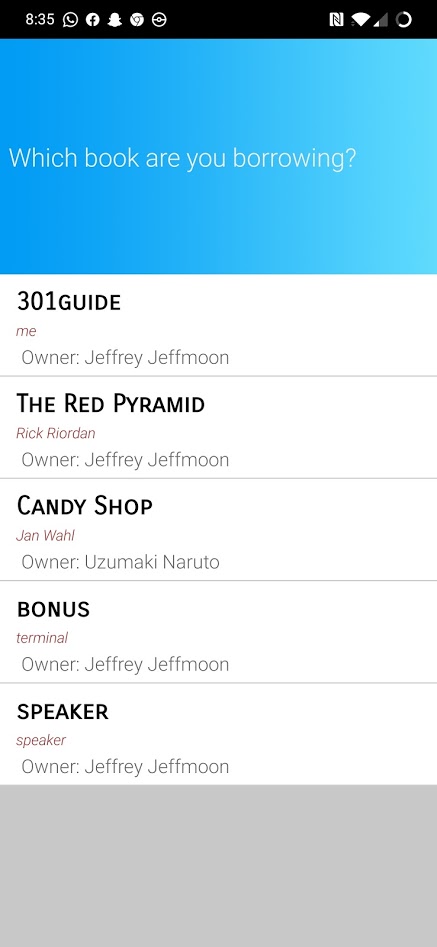 8:35
Which book are you borrowing?
301guide
me
Owner: Jeffrey Jeffmoon
The Red Pyramid
Rick Riordan
Owner: Jeffrey Jeffmoon
Candy Shop
Jan Wahl
Owner: Uzumaki Naruto
bonus
terminal
Owner: Jeffrey Jeffmoon
speaker
speaker
Owner: Jeffrey Jeffmoon